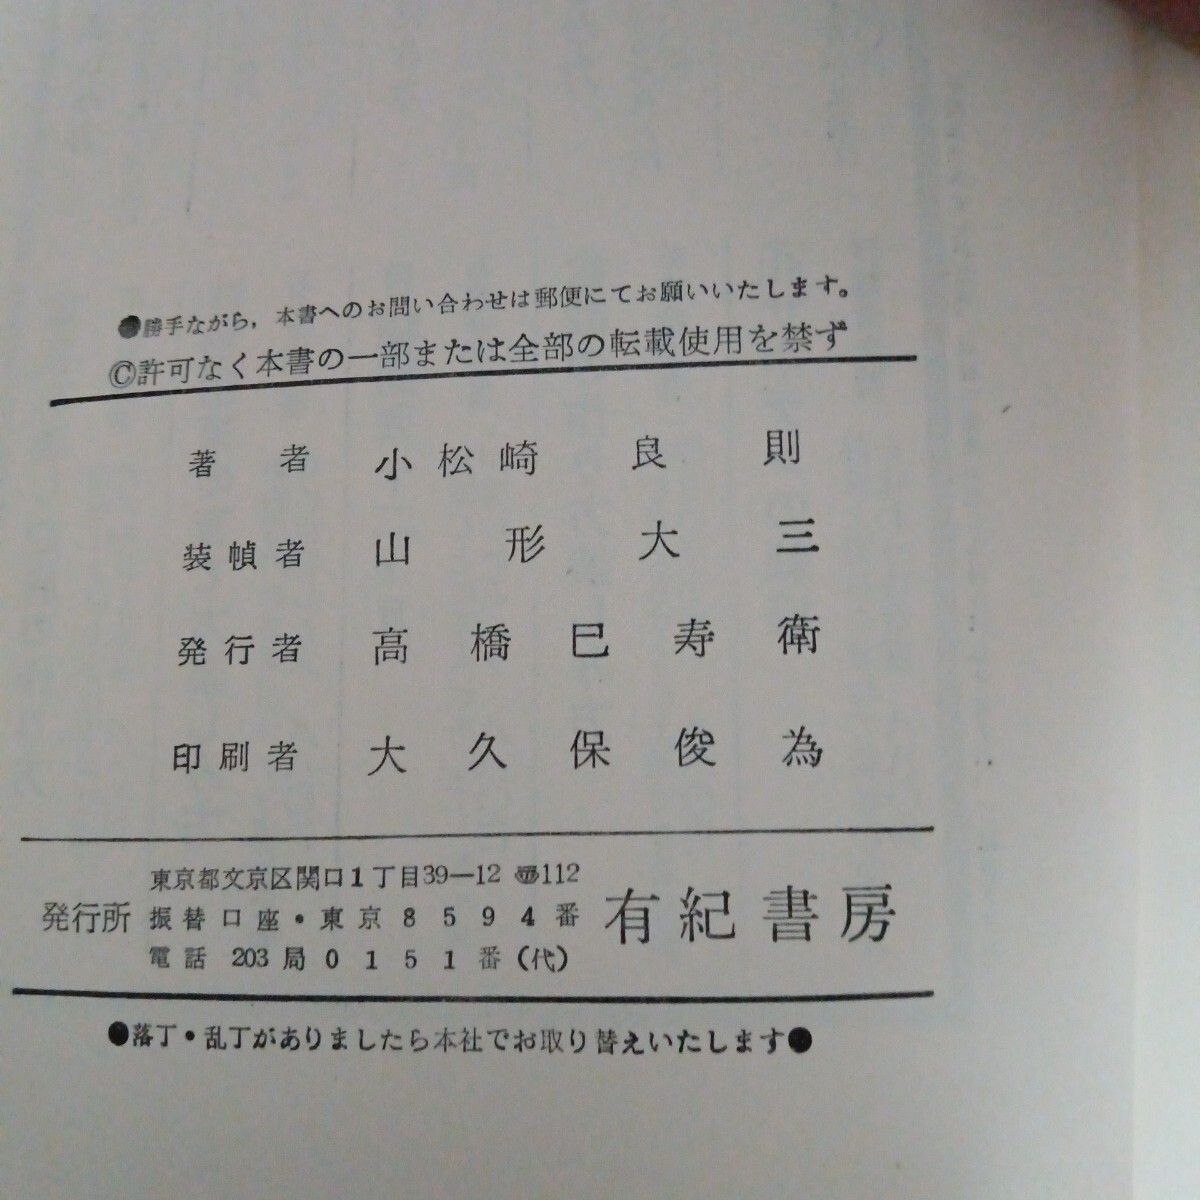 ●勝手ながら，本書へのお問い合わせは郵便にてお願いいたします。
©許可なく本書の一部または全部の転載使用を禁ず
著者 小松崎良則
装幀者 山形大三
発行者 高橋巳寿衛
印刷者 大久保俊為
発行所 有紀書房
東京都文京区関口1丁目39―12 〠112
振替口座・東京8594番
電話 203局0151番(代)
●落丁・乱丁がありましたら本社でお取り替えいたします●